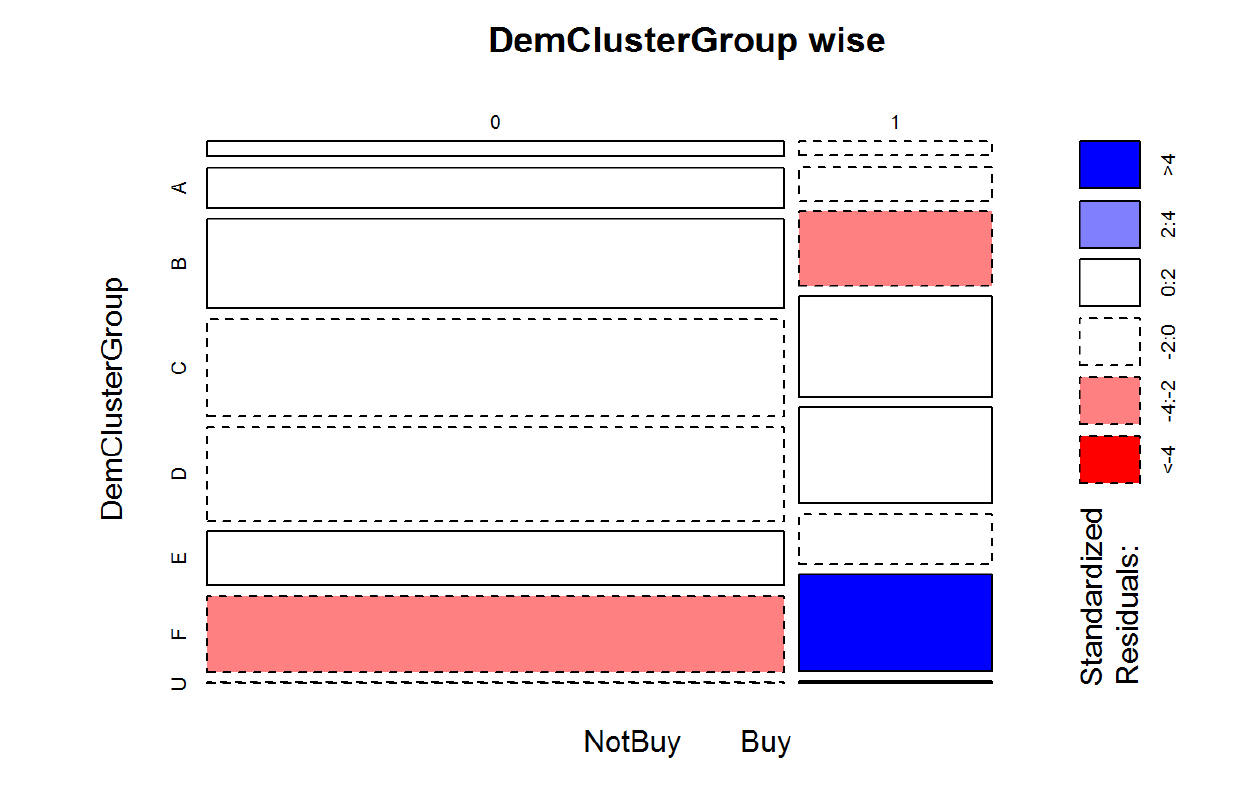 DemClusterGroup wise
0 1
DemClusterGroup
A
B
C
D
E
F
U
>4
2:4
0:2
-2:0
-4:-2
<-4
Standardized
Residuals:
NotBuy Buy